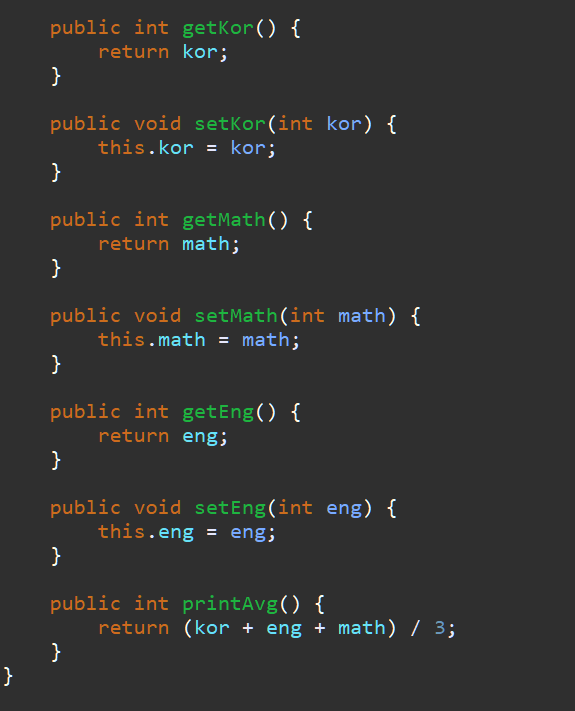 public int getKor() {
        return kor;
    }

    public void setKor(int kor) {
        this.kor = kor;
    }

    public int getMath() {
        return math;
    }

    public void setMath(int math) {
        this.math = math;
    }

    public int getEng() {
        return eng;
    }

    public void setEng(int eng) {
        this.eng = eng;
    }

    public int printAvg() {
        return (kor + eng + math) / 3;
    }
}